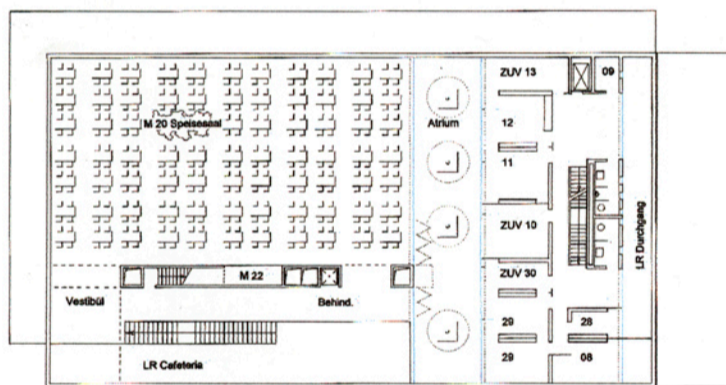 ZUV 13
09
M 20 Speisesaal
Atrium
12
11
ZUV 10
LR Durchgang
M 22
ZUV 30
Vestibül
Behind.
29
28
LR Cafeteria
29
08